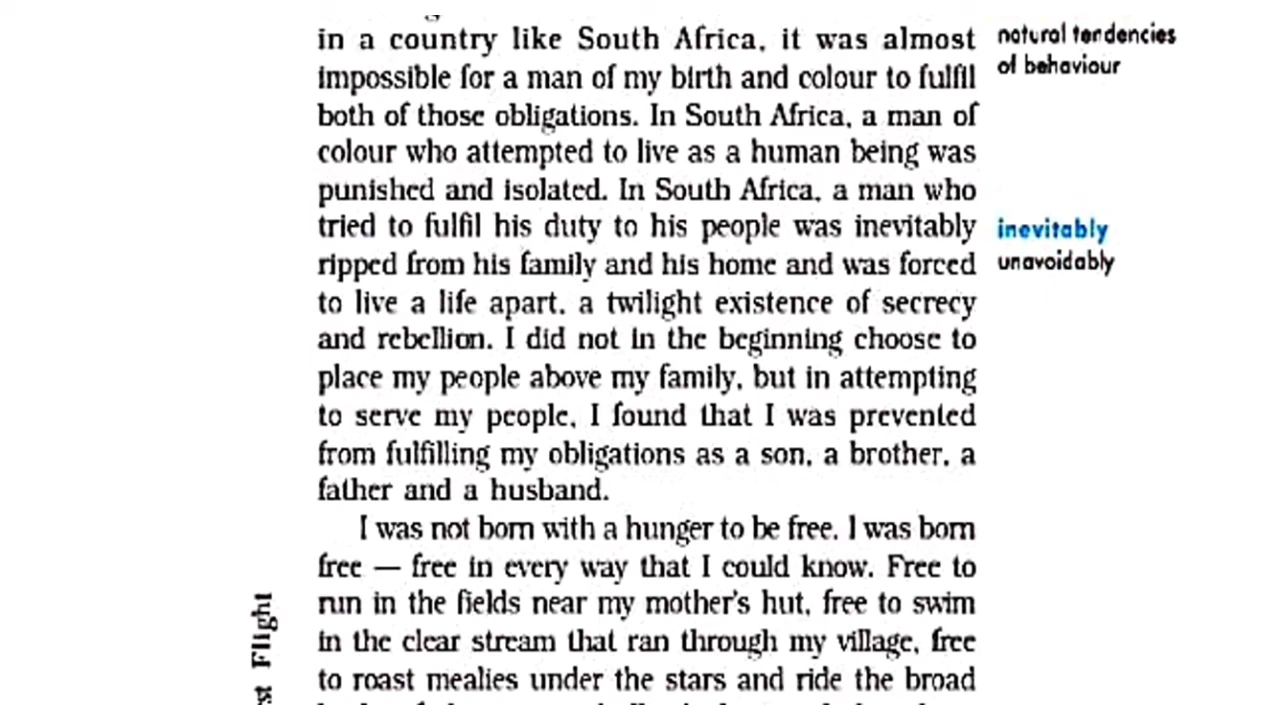 in a country like South Africa, it was almost
impossible for a man of my birth and colour to fulfil
both of those obligations. In South Africa, a man of
colour who attempted to live as a human being was
punished and isolated. In South Africa, a man who
tried to fulfil his duty to his people was inevitably
ripped from his family and his home and was forced
to live a life apart, a twilight existence of secrecy
and rebellion. I did not in the beginning choose to
place my people above my family, but in attempting
to serve my people, I found that I was prevented
from fulfilling my obligations as a son, a brother, a
father and a husband.
I was not born with a hunger to be free. I was born
free — free in every way that I could know. Free to
run in the fields near my mother's hut, free to swim
in the clear stream that ran through my village, free
to roast mealies under the stars and ride the broad
natural tendencies
of behaviour
inevitably
unavoidably
st Flight